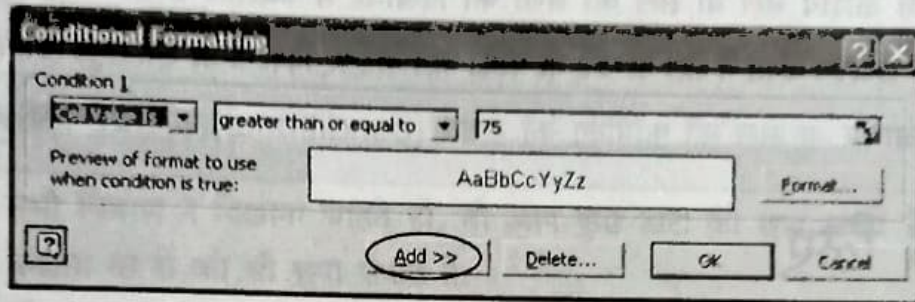 Conditional Formatting
Condition 1
Cell Value Is greater than or equal to 75
Preview of format to use
when condition is true:
AaBbCcYyZz
Format...
Add >> Delete... OK Cancel